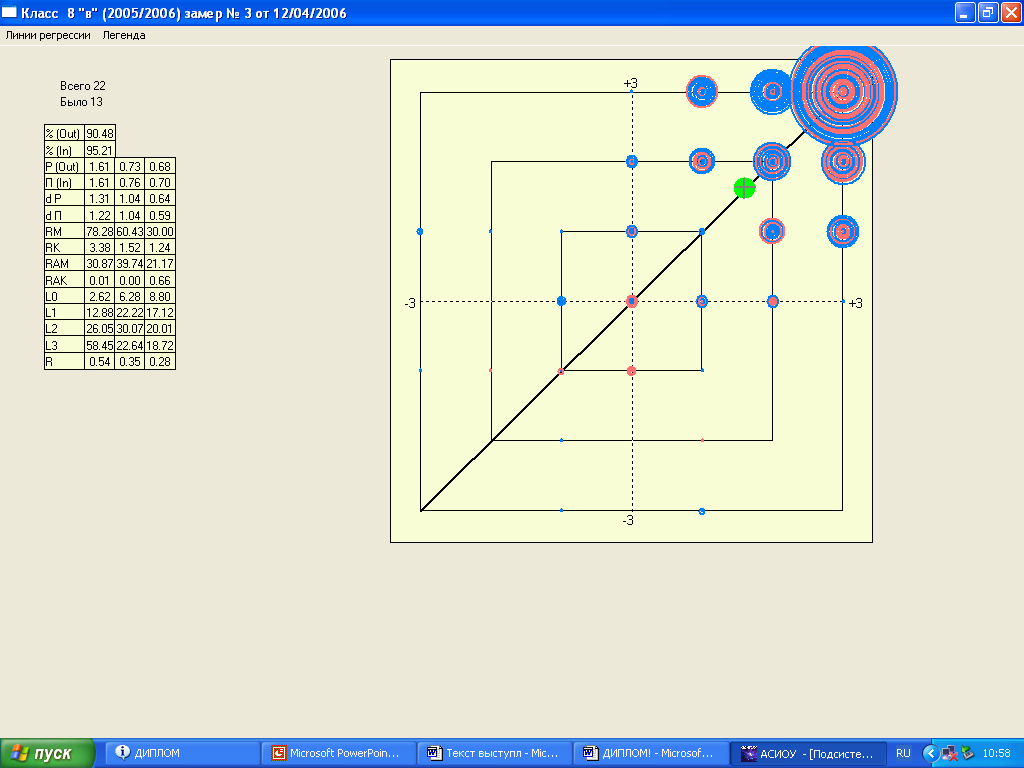 Класс 8 "в" (2005/2006) замер № 3 от 12/04/2006
Линии регрессии Легенда
Всего 22
Было 13
% (Out) 90.48
% (In) 95.21
P (Out) 1.61 0.73 0.68
П (In) 1.61 0.76 0.70
d P 1.31 1.04 0.64
d П 1.22 1.04 0.59
RM 78.28 60.43 30.00
RK 3.38 1.52 1.24
RAM 30.87 39.74 21.17
RAK 0.01 0.00 0.66
L0 2.62 6.28 8.80
L1 12.88 22.22 17.12
L2 26.05 30.07 20.01
L3 58.45 22.64 18.72
R 0.54 0.35 0.28
+3
-3
+3
-3
пуск
ДИПЛОМ
Microsoft PowerPoin...
Текст выступл - Mic...
ДИПЛОМ! - Microsof...
АСИОУ - [Подсисте...
RU
10:58